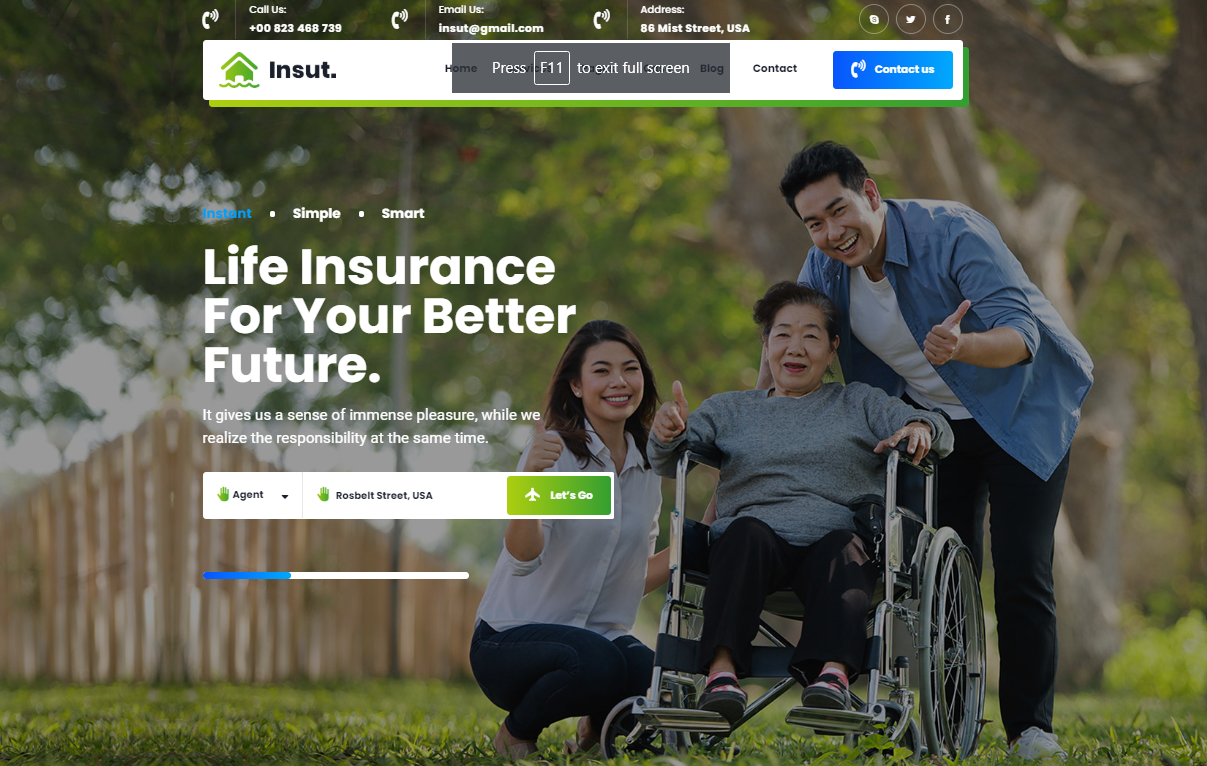 Call Us:
+00 823 468 739
Email Us:
insut@gmail.com
Address:
86 Mist Street, USA
Insut.
Home
Blog
Contact
Contact us
Press F11 to exit full screen
Instant
Simple
Smart
Life Insurance
For Your Better
Future.
It gives us a sense of immense pleasure, while we
realize the responsibility at the same time.
Agent
Rosbelt Street, USA
Let's Go